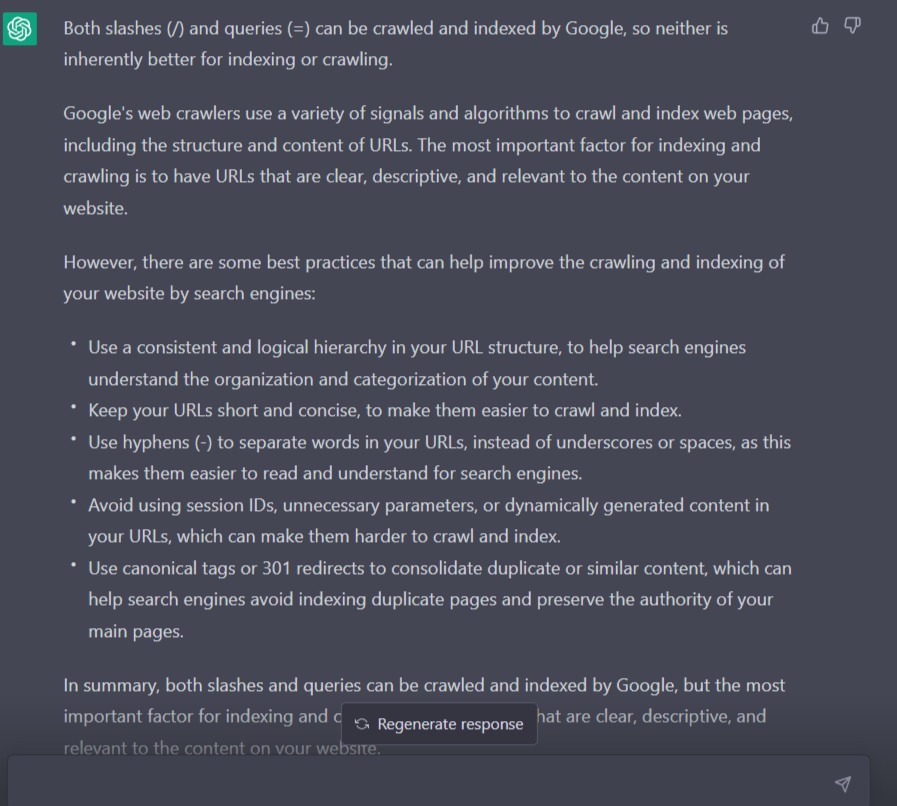 Both slashes (/) and queries (=) can be crawled and indexed by Google, so neither is
inherently better for indexing or crawling.
Google's web crawlers use a variety of signals and algorithms to crawl and index web pages,
including the structure and content of URLs. The most important factor for indexing and
crawling is to have URLs that are clear, descriptive, and relevant to the content on your
website.
However, there are some best practices that can help improve the crawling and indexing of
your website by search engines:
• Use a consistent and logical hierarchy in your URL structure, to help search engines
understand the organization and categorization of your content.
• Keep your URLs short and concise, to make them easier to crawl and index.
• Use hyphens (-) to separate words in your URLs, instead of underscores or spaces, as this
makes them easier to read and understand for search engines.
• Avoid using session IDs, unnecessary parameters, or dynamically generated content in
your URLs, which can make them harder to crawl and index.
• Use canonical tags or 301 redirects to consolidate duplicate or similar content, which can
help search engines avoid indexing duplicate pages and preserve the authority of your
main pages.
In summary, both slashes and queries can be crawled and indexed by Google, but the most
important factor for indexing and
Regenerate response
that are clear, descriptive, and
relevant to the content on your website.